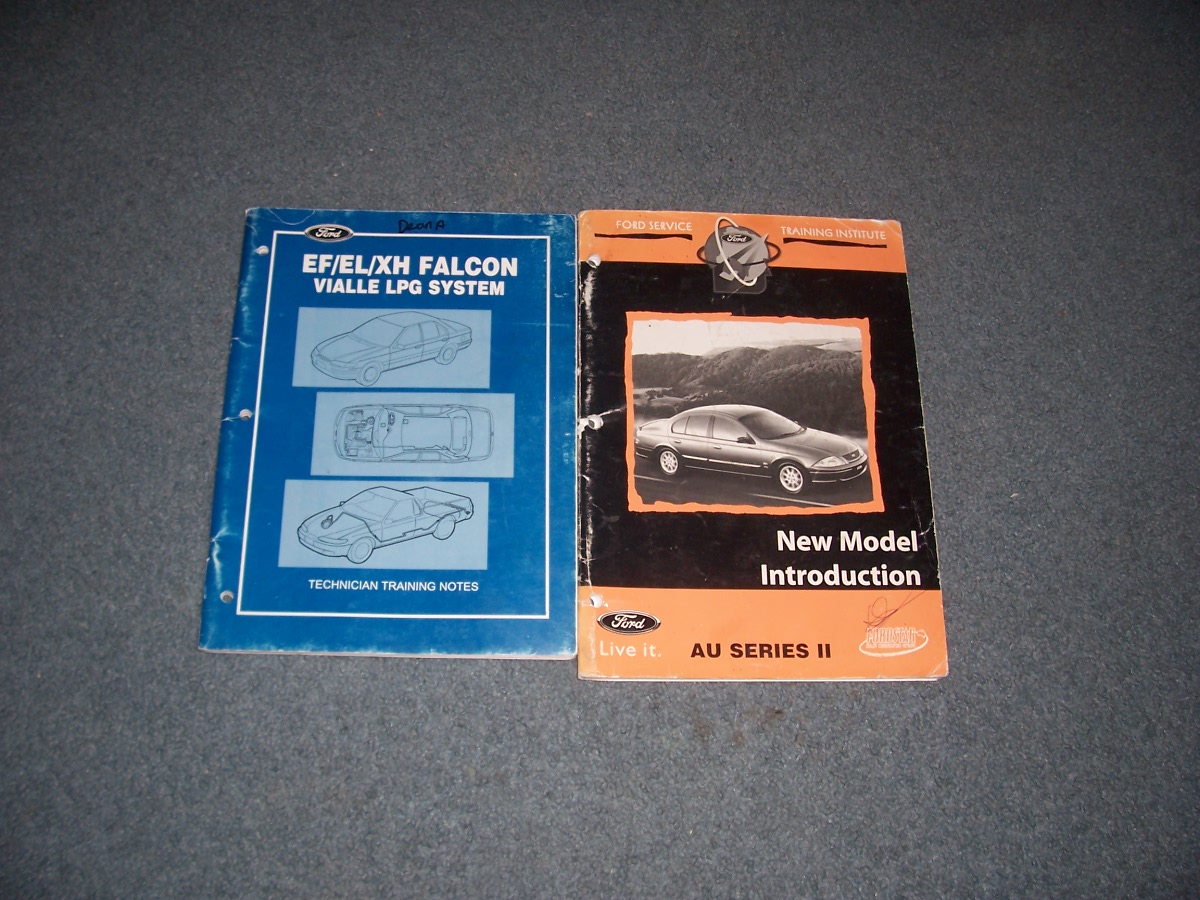 Deon A
Ford
EF/EL/XH FALCON
VIALLE LPG SYSTEM
TECHNICIAN TRAINING NOTES
FORD SERVICE
Ford
TRAINING INSTITUTE
New Model
Introduction
Ford
Live it.
AU SERIES II
FORDSTAR